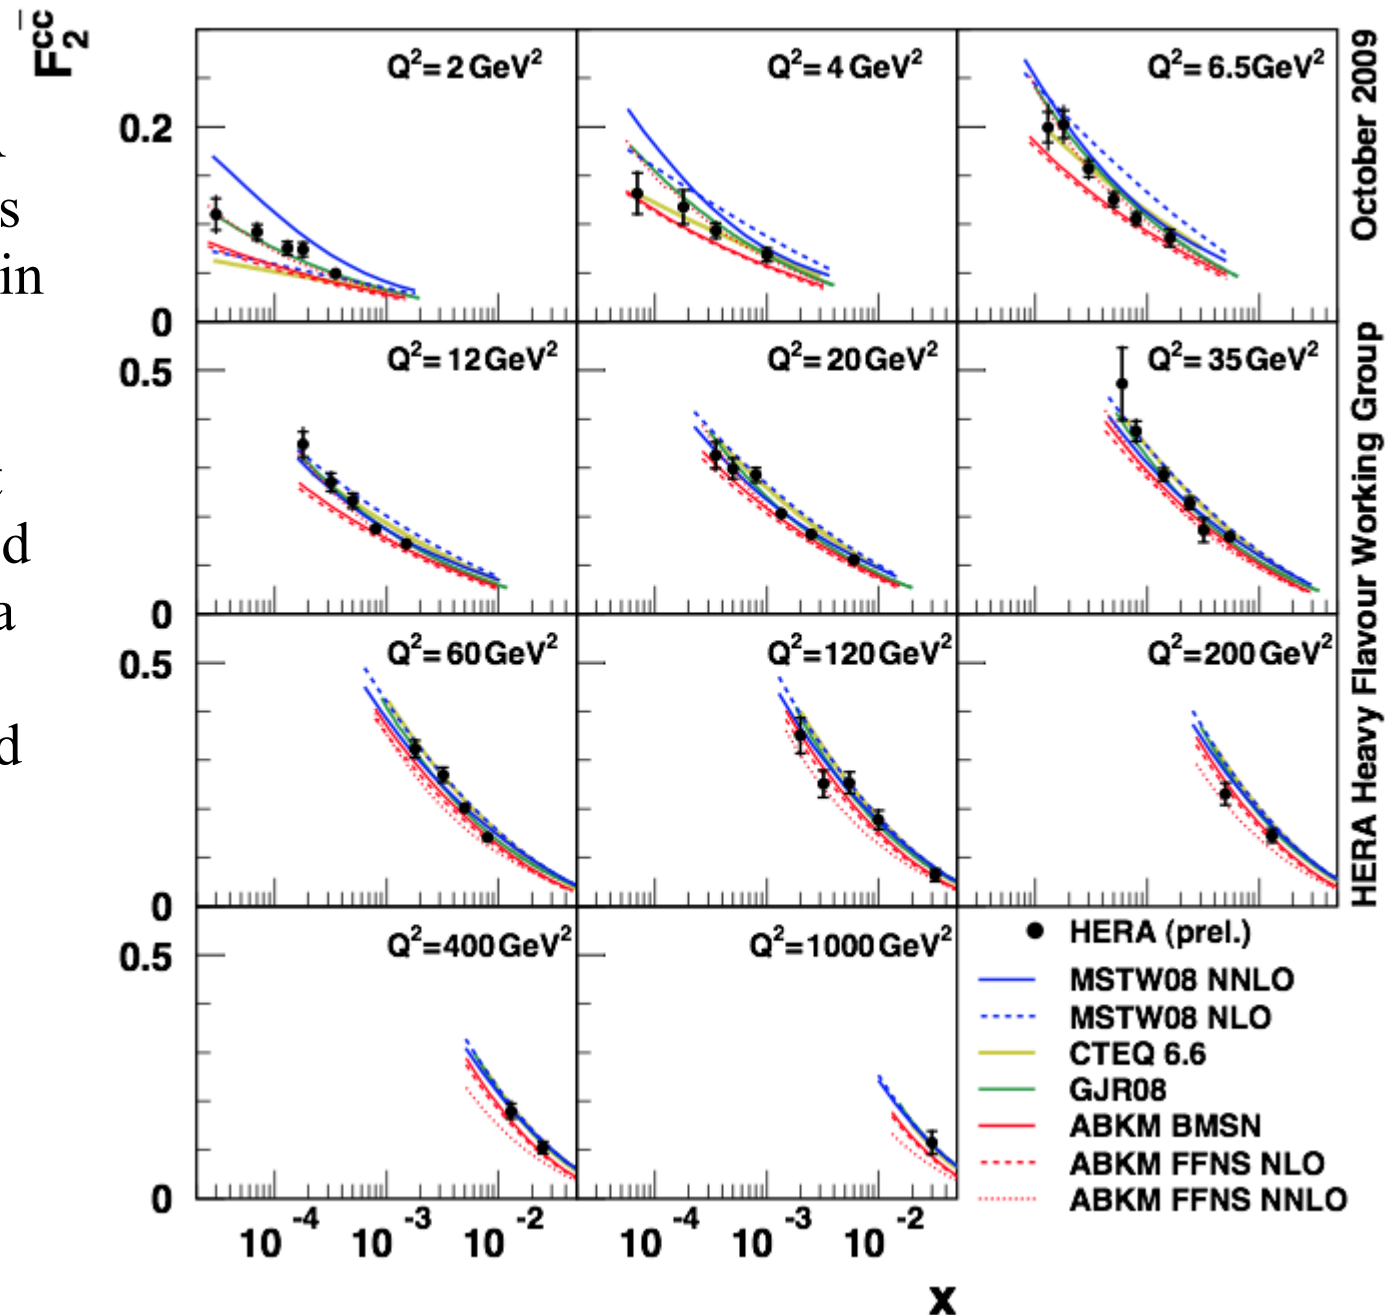 s
in
d
a
d
F₂^cc̄
October 2009
HERA Heavy Flavour Working Group
Q²= 2 GeV²
Q²= 4 GeV²
Q²= 6.5GeV²
0.2
0
Q²= 12 GeV²
Q²= 20 GeV²
Q²= 35 GeV²
0.5
0
Q²= 60 GeV²
Q²=120 GeV²
Q²=200 GeV²
0.5
0
Q²=400 GeV²
Q²=1000 GeV²
0.5
0
HERA (prel.)
MSTW08 NNLO
MSTW08 NLO
CTEQ 6.6
GJR08
ABKM BMSN
ABKM FFNS NLO
ABKM FFNS NNLO
10⁻⁴ 10⁻³ 10⁻² 10⁻⁴ 10⁻³ 10⁻²
x